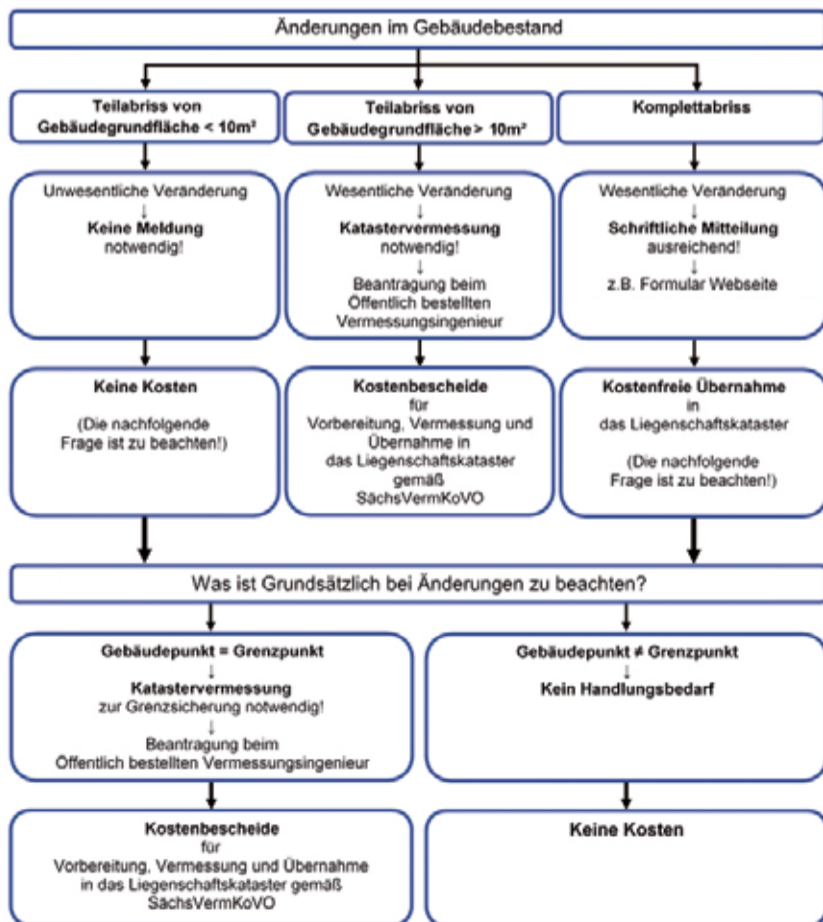 Änderungen im Gebäudebestand
Teilabriss von
Gebäudegrundfläche < 10m²
Teilabriss von
Gebäudegrundfläche > 10m²
Komplettabriss
Unwesentliche Veränderung
↓
Keine Meldung
notwendig!
Wesentliche Veränderung
↓
Katastervermessung
notwendig!
↓
Beantragung beim
Öffentlich bestellten
Vermessungsingenieur
Wesentliche Veränderung
↓
Schriftliche Mitteilung
ausreichend!
↓
z.B. Formular Webseite
Keine Kosten
(Die nachfolgende
Frage ist zu beachten!)
Kostenbescheide
für
Vorbereitung, Vermessung und
Übernahme in
das Liegenschaftskataster
gemäß
SächsVermKoVO
Kostenfreie Übernahme
in
das Liegenschaftskataster
(Die nachfolgende
Frage ist zu beachten!)
Was ist Grundsätzlich bei Änderungen zu beachten?
Gebäudepunkt = Grenzpunkt
↓
Katastervermessung
zur Grenzsicherung notwendig!
↓
Beantragung beim
Öffentlich bestellten Vermessungsingenieur
Gebäudepunkt ≠ Grenzpunkt
↓
Kein Handlungsbedarf
Kostenbescheide
für
Vorbereitung, Vermessung und Übernahme
in das Liegenschaftskataster gemäß
SächsVermKoVO
Keine Kosten